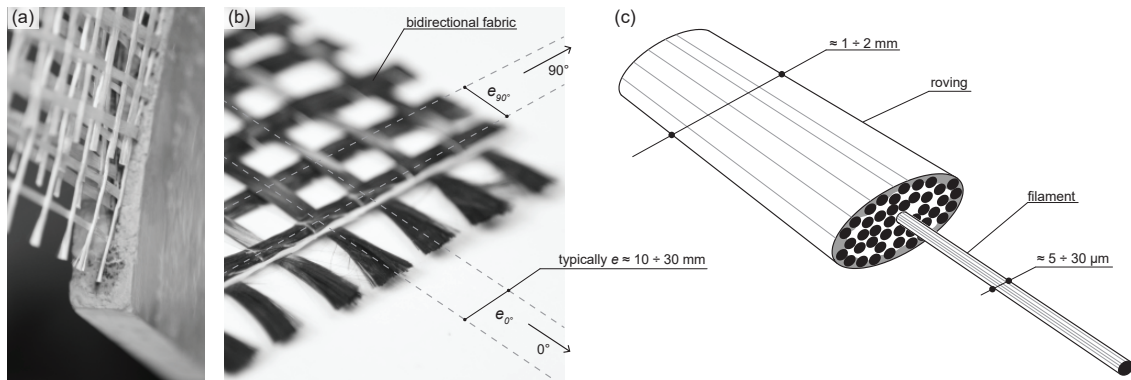 (a)
(b)
bidirectional fabric
90°
e90°
typically e ≈ 10 ÷ 30 mm
e0°
0°
(c)
≈ 1 ÷ 2 mm
roving
filament
≈ 5 ÷ 30 µm